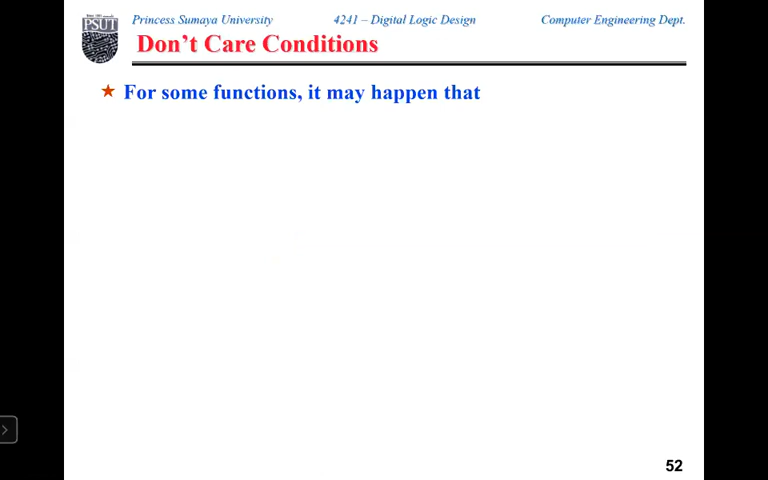 Princess Sumaya University 4241 – Digital Logic Design Computer Engineering Dept.
PSUT
Don't Care Conditions
★ For some functions, it may happen that
52